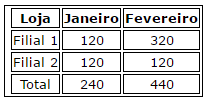 Loja Janeiro Fevereiro
Filial 1 120 320
Filial 2 120 120
Total 240 440